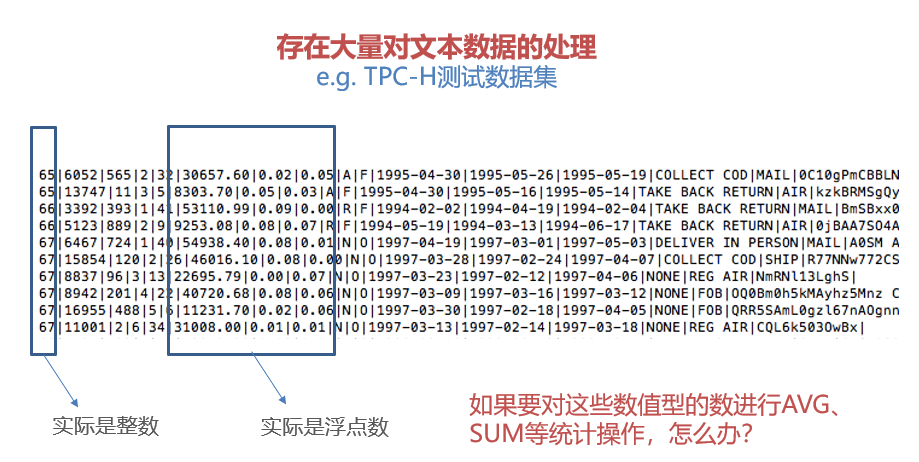 存在大量对文本数据的处理
e.g. TPC-H测试数据集
65|6052|565|2|32|30657.60|0.02|0.05|A|F|1995-04-30|1995-05-26|1995-05-19|COLLECT COD|MAIL|0C10gPmCBBLN
65|13747|11|3|5|8303.70|0.05|0.03|A|F|1995-04-30|1995-05-16|1995-05-14|TAKE BACK RETURN|AIR|kzkBRMSgQy
66|3392|393|1|41|53110.99|0.09|0.00|R|F|1994-02-02|1994-04-19|1994-02-04|TAKE BACK RETURN|MAIL|BmSBxx0
66|5123|889|2|9|9253.08|0.08|0.07|R|F|1994-05-19|1994-03-13|1994-06-17|TAKE BACK RETURN|AIR|0jBAA7SO4A
67|6467|724|1|40|54938.40|0.08|0.01|N|O|1997-04-19|1997-03-01|1997-05-03|DELIVER IN PERSON|MAIL|A0SM A
67|15854|120|2|26|46016.10|0.08|0.00|N|O|1997-03-28|1997-02-24|1997-04-07|COLLECT COD|SHIP|R77NNw772CS
67|8837|96|3|13|22695.79|0.00|0.07|N|O|1997-03-23|1997-02-12|1997-04-06|NONE|REG AIR|NmRNl13LghS|
67|8942|201|4|22|40720.68|0.08|0.06|N|O|1997-03-09|1997-03-16|1997-03-12|NONE|FOB|OQ0Bm0h5kMAyhz5Mnz C
67|16955|488|5|6|11231.70|0.02|0.06|N|O|1997-03-30|1997-02-18|1997-04-05|NONE|FOB|QRR5SAmL0gzl67nAOgnn
67|11001|2|6|34|31008.00|0.01|0.01|N|O|1997-03-13|1997-02-14|1997-03-18|NONE|REG AIR|CQL6k503OwBx|
实际是整数
实际是浮点数
如果要对这些数值型的数进行AVG、
SUM等统计操作，怎么办？